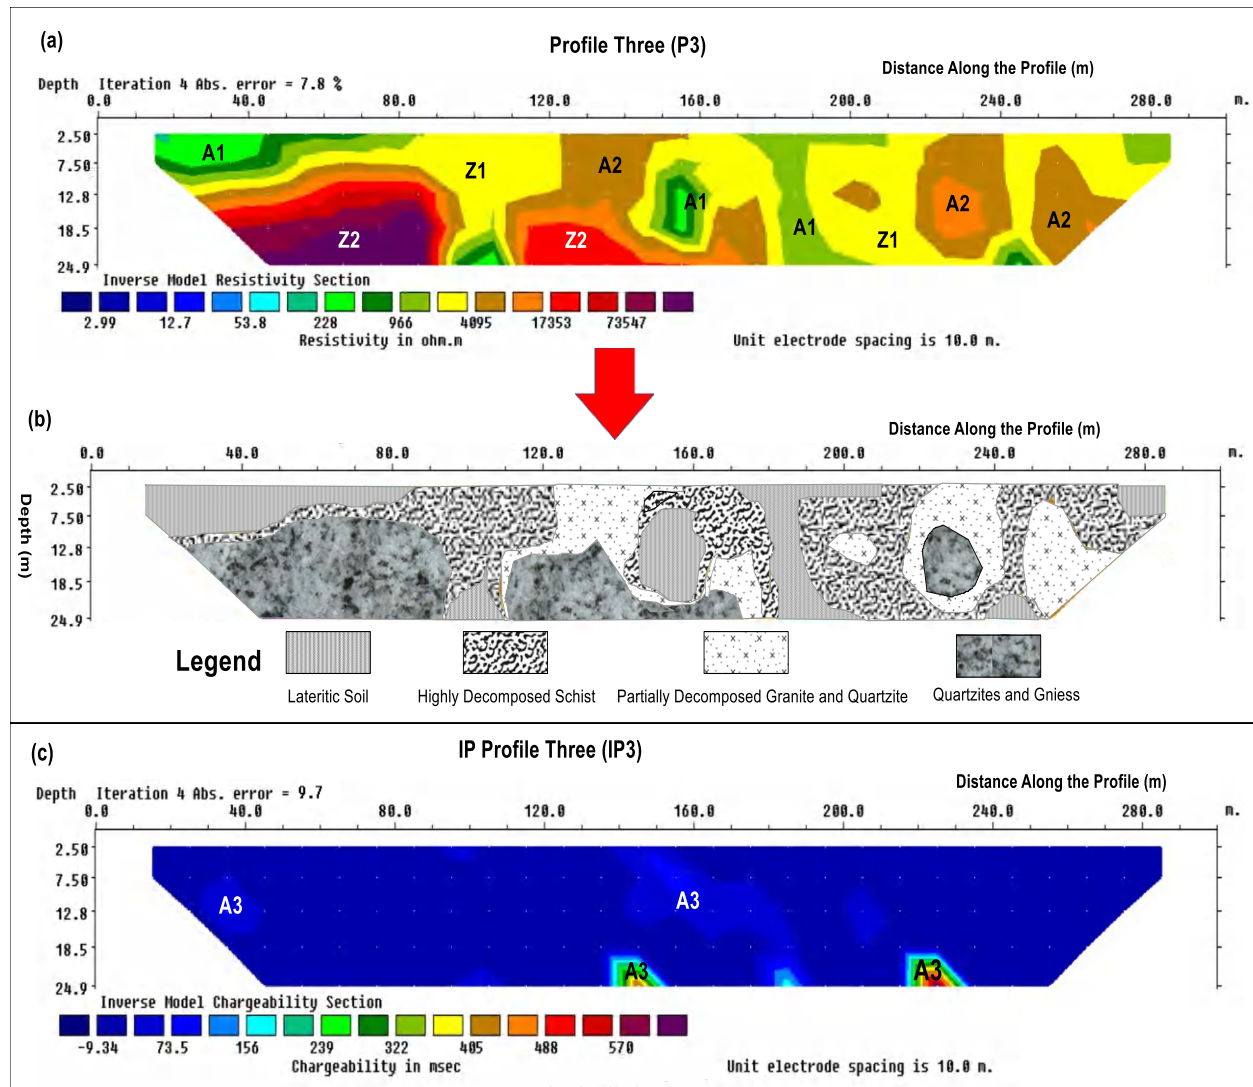 (a)
Profile Three (P3)
Distance Along the Profile (m)
Depth Iteration 4 Abs. error = 7.8 %
0.0 40.0 80.0 120.0 160.0 200.0 240.0 280.0 m.
2.50
7.50
12.8
18.5
24.9
A1
Z1
A2
A1
A2
A2
A1
Z1
Z2
Z2
Inverse Model Resistivity Section
2.99 12.7 53.8 228 966 4095 17353 73547
Resistivity in ohm.m
Unit electrode spacing is 10.0 m.
(b)
Distance Along the Profile (m)
0.0 40.0 80.0 120.0 160.0 200.0 240.0 280.0 m.
Depth (m)
2.50
7.50
12.8
18.5
24.9
Legend
Lateritic Soil
Highly Decomposed Schist
Partially Decomposed Granite and Quartzite
Quartzites and Gniess
(c)
IP Profile Three (IP3)
Distance Along the Profile (m)
Depth Iteration 4 Abs. error = 9.7
0.0 40.0 80.0 120.0 160.0 200.0 240.0 280.0 m.
2.50
7.50
12.8
18.5
24.9
A3
A3
A3
A3
Inverse Model Chargeability Section
-9.34 73.5 156 239 322 405 488 570
Chargeability in msec
Unit electrode spacing is 10.0 m.